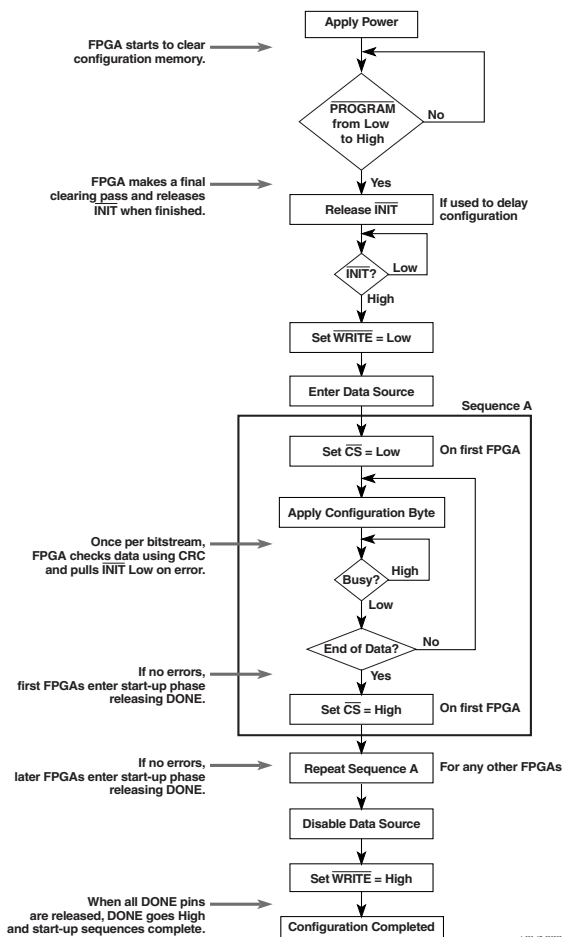 Apply Power
FPGA starts to clear
configuration memory.
PROGRAM
from Low
to High
No
Yes
FPGA makes a final
clearing pass and releases
INIT when finished.
Release INIT
If used to delay
configuration
INIT?
Low
High
Set WRITE = Low
Enter Data Source
Sequence A
Set CS = Low
On first FPGA
Apply Configuration Byte
Once per bitstream,
FPGA checks data using CRC
and pulls INIT Low on error.
Busy?
High
Low
End of Data?
No
Yes
If no errors,
first FPGAs enter start-up phase
releasing DONE.
Set CS = High
On first FPGA
If no errors,
later FPGAs enter start-up phase
releasing DONE.
Repeat Sequence A
For any other FPGAs
Disable Data Source
Set WRITE = High
When all DONE pins
are released, DONE goes High
and start-up sequences complete.
Configuration Completed